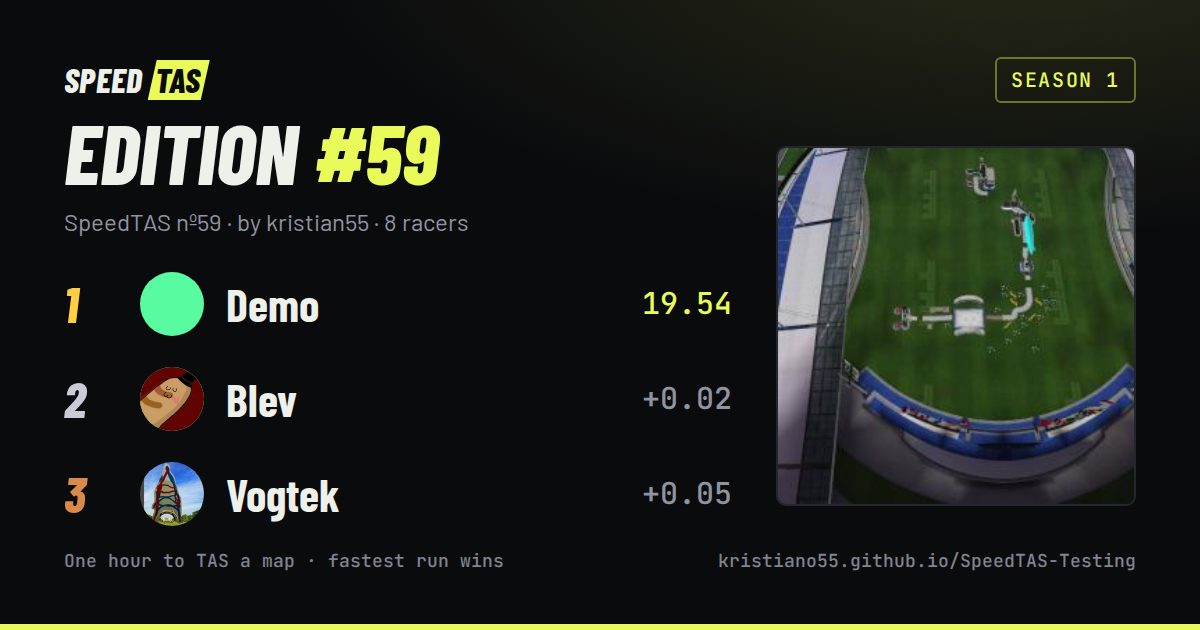 SPEED TAS
SEASON 1
EDITION #59
SpeedTAS nº59 · by kristian55 · 8 racers
1 Demo 19.54
2 Blev +0.02
3 Vogtek +0.05
One hour to TAS a map · fastest run wins
kristiano55.github.io/SpeedTAS-Testing